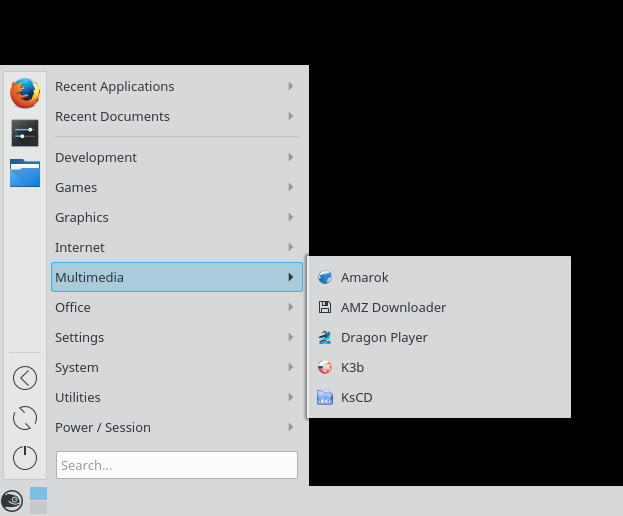 Recent Applications
Recent Documents
Development
Games
Graphics
Internet
Multimedia
Office
Settings
System
Utilities
Power / Session
Search...
Amarok
AMZ Downloader
Dragon Player
K3b
KsCD